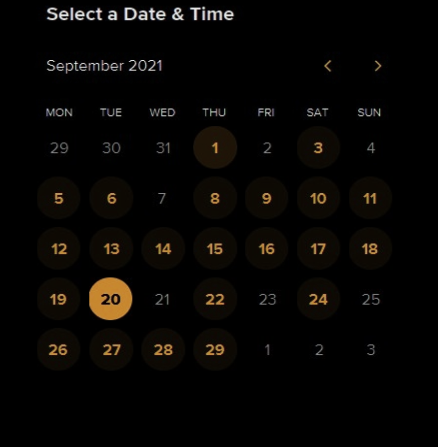 Select a Date & Time
September 2021
MON TUE WED THU FRI SAT SUN
29 30 31 1 2 3 4
5 6 7 8 9 10 11
12 13 14 15 16 17 18
19 20 21 22 23 24 25
26 27 28 29 1 2 3